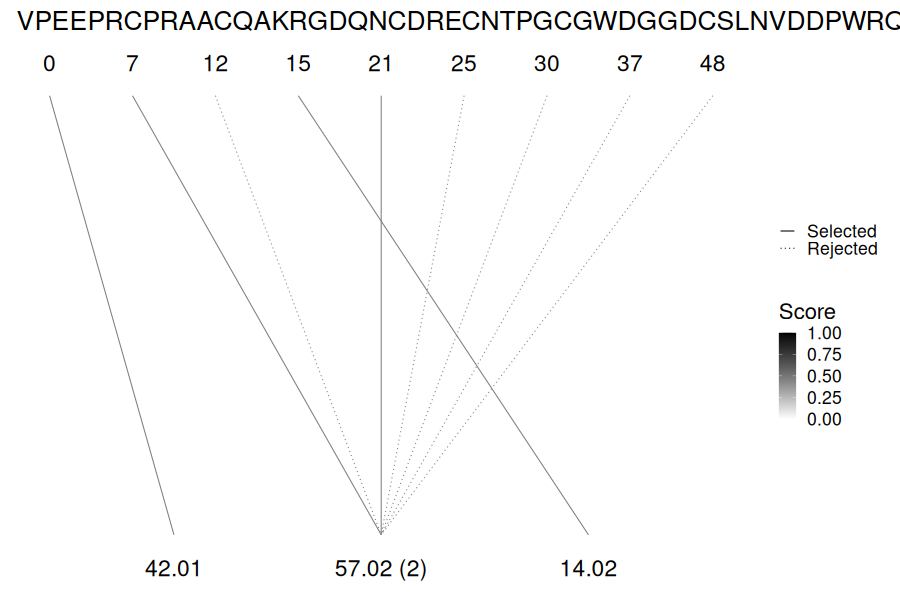 VPEEPRCPRAACQAKRGDQNCDRECNTPGCGWDGGDCSLNVDDPWRQ
0 7 12 15 21 25 30 37 48
Selected
Rejected
Score
1.00
0.75
0.50
0.25
0.00
42.01 57.02 (2) 14.02